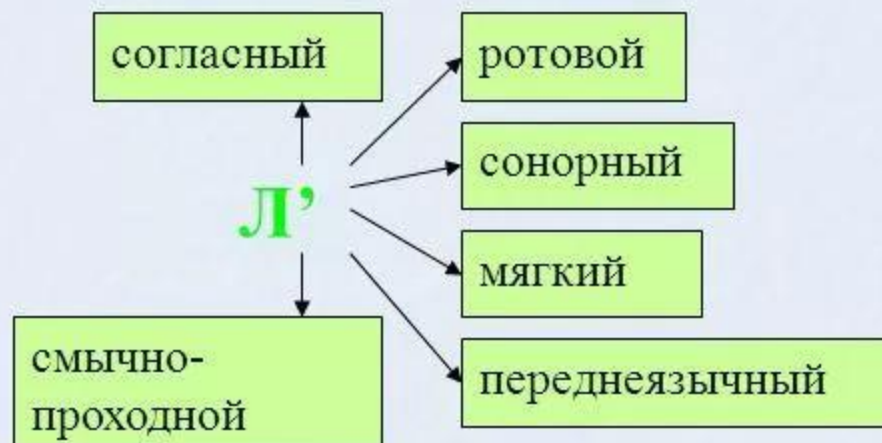 согласный
ротовой
сонорный
Л’
мягкий
смычно-
проходной
переднеязычный